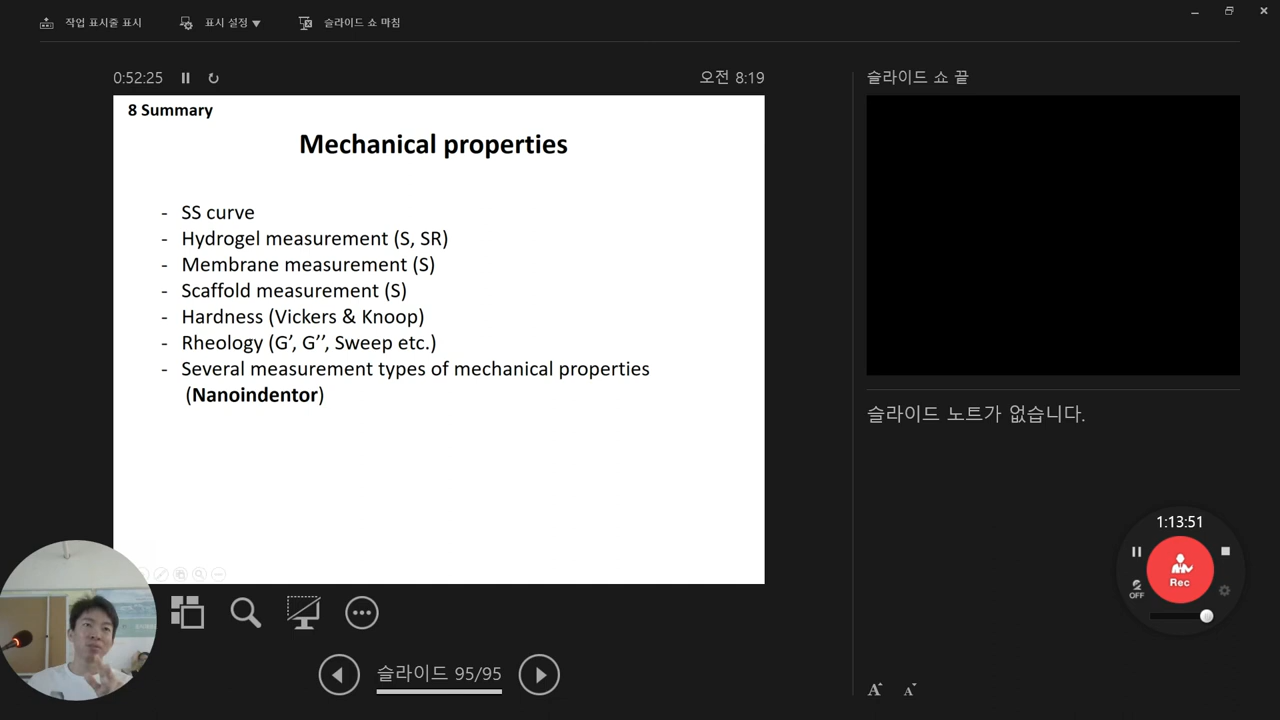 작업 표시줄 표시
표시 설정 ▼
슬라이드 쇼 마침
0:52:25
오전 8:19
슬라이드 쇼 끝
8 Summary
Mechanical properties
- SS curve
- Hydrogel measurement (S, SR)
- Membrane measurement (S)
- Scaffold measurement (S)
- Hardness (Vickers & Knoop)
- Rheology (G’, G’’, Sweep etc.)
- Several measurement types of mechanical properties
(Nanoindentor)
슬라이드 노트가 없습니다.
1:13:51
Rec
OFF
슬라이드 95/95
A A